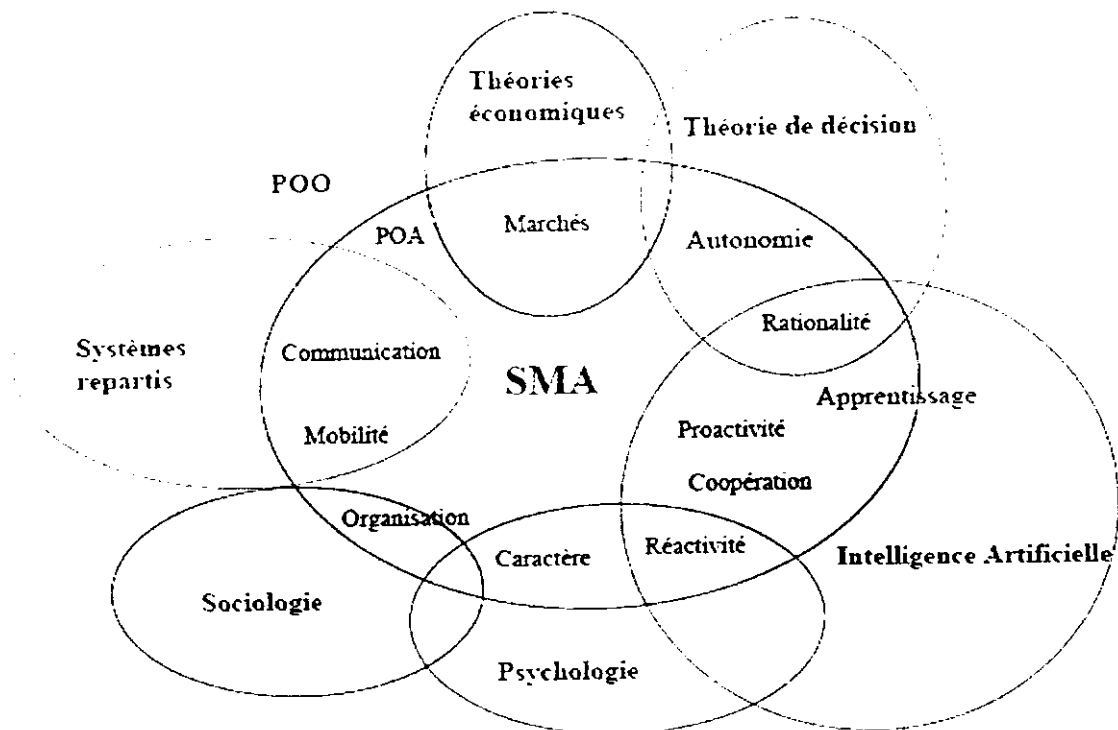 Théories
économiques
Théorie de décision
POO
POA
Marchés
Autonomie
Rationalité
Systèmes
repartis
Communication
SMA
Apprentissage
Mobilité
Proactivité
Coopération
Organisation
Caractère
Réactivité
Intelligence Artificielle
Sociologie
Psychologie